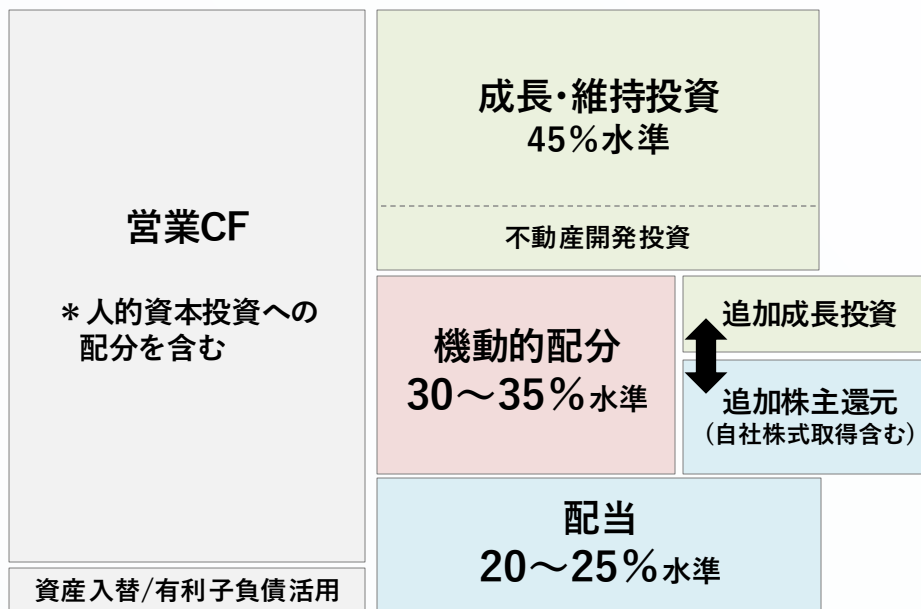 営業CF
＊人的資本投資への
配分を含む
資産入替/有利子負債活用
成長・維持投資
45％水準
不動産開発投資
機動的配分
30～35％水準
追加成長投資
追加株主還元
（自社株式取得含む）
配当
20～25％水準